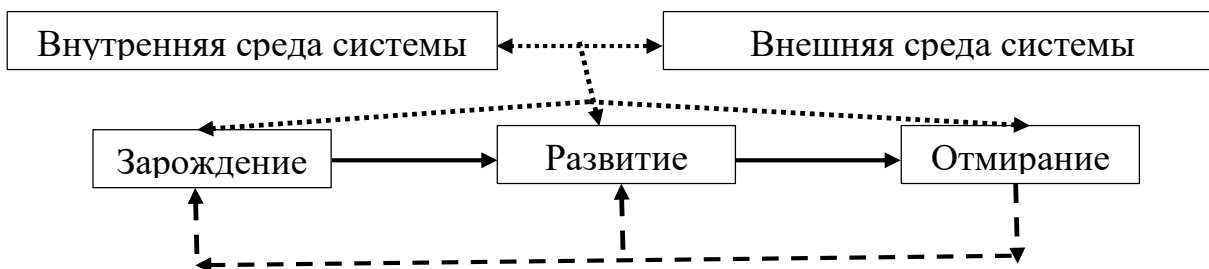 Внутренняя среда системы
Внешняя среда системы
Зарождение
Развитие
Отмирание